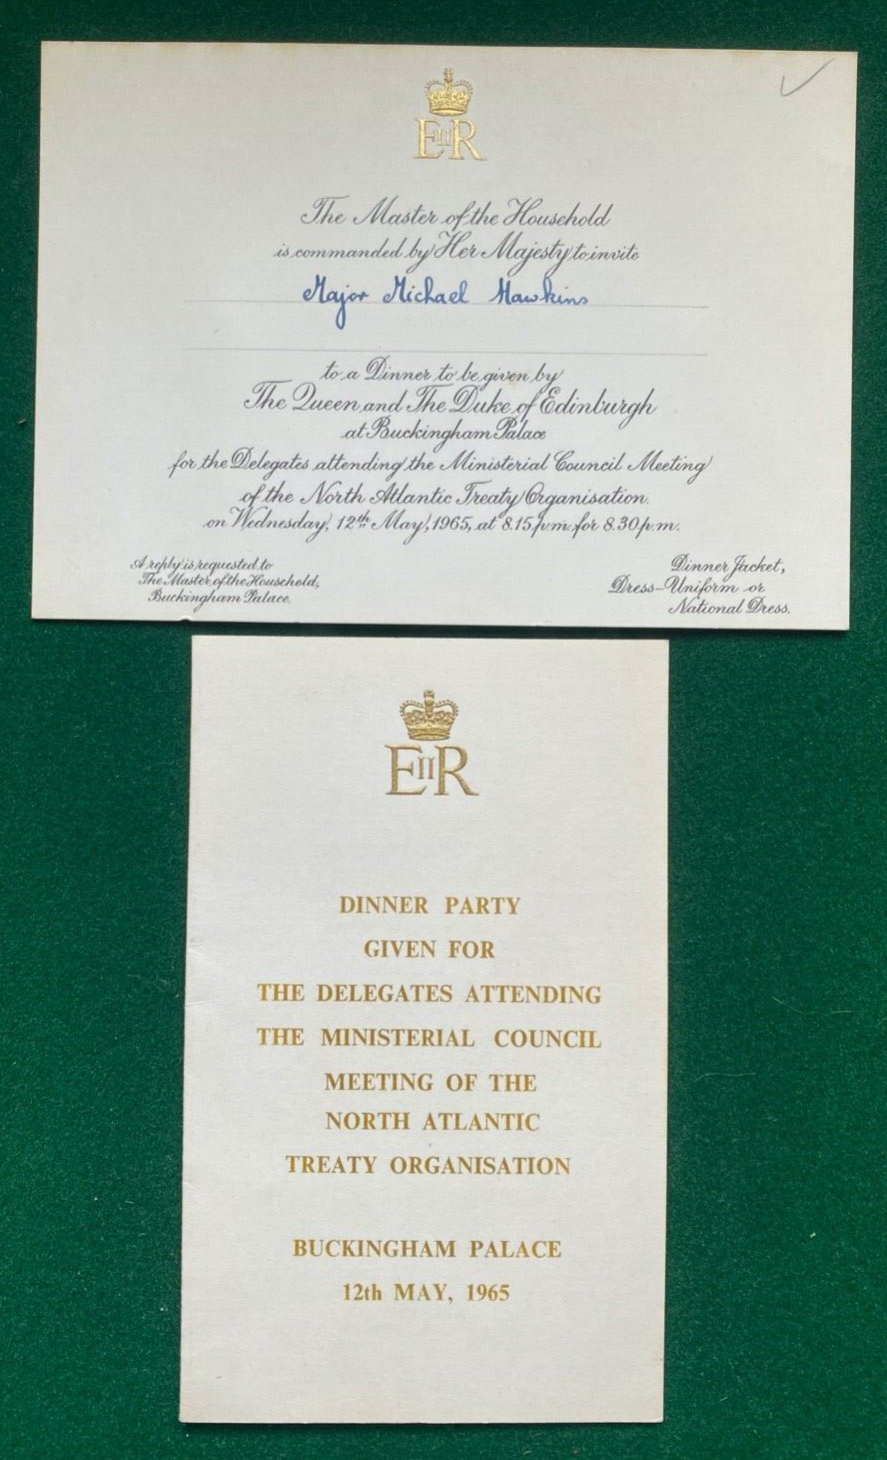 EIIR
The Master of the Household
is commanded by Her Majesty to invite
Major Michael Hawkins
to a Dinner to be given by
The Queen and The Duke of Edinburgh
at Buckingham Palace
for the Delegates attending the Ministerial Council Meeting
of the North Atlantic Treaty Organisation.
on Wednesday, 12th May, 1965, at 8.15 p.m. for 8.30 p.m.
A reply is requested to
The Master of the Household,
Buckingham Palace.
Dinner Jacket,
Dress-Uniform or
National Dress.
EIIR
DINNER PARTY
GIVEN FOR
THE DELEGATES ATTENDING
THE MINISTERIAL COUNCIL
MEETING OF THE
NORTH ATLANTIC
TREATY ORGANISATION
BUCKINGHAM PALACE
12th MAY, 1965